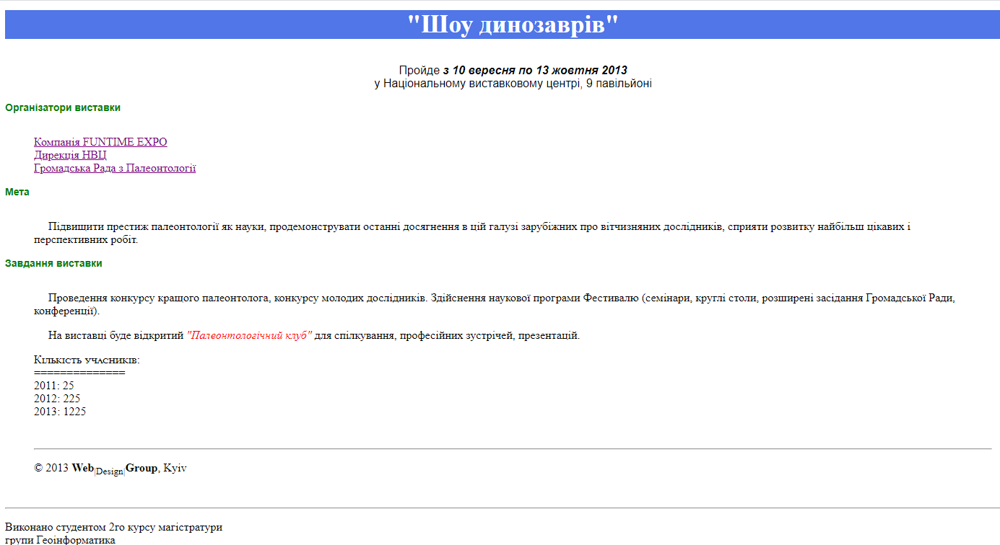 "Шоу динозаврів"
Пройде з 10 вересня по 13 жовтня 2013
у Національному виставковому центрі, 9 павільйоні
Організатори виставки
Компанія FUNTIME EXPO
Дирекція НВЦ
Громадська Рада з Палеонтології
Мета
Підвищити престиж палеонтології як науки, продемонструвати останні досягнення в цій галузі зарубіжних про вітчизняних дослідників, сприяти розвитку найбільш цікавих і
перспективних робіт.
Завдання виставки
Проведення конкурсу кращого палеонтолога, конкурсу молодих дослідників. Здійснення наукової програми Фестивалю (семінари, круглі столи, розширені засідання Громадської Ради,
конференції).
На виставці буде відкритий "Палеонтологічний клуб" для спілкування, професійних зустрічей, презентацій.
Кількість учасників:
==============
2011: 25
2012: 225
2013: 1225
© 2013 Web|Design|Group, Kyiv
Виконано студентом 2го курсу магістратури
групи Геоінформатика